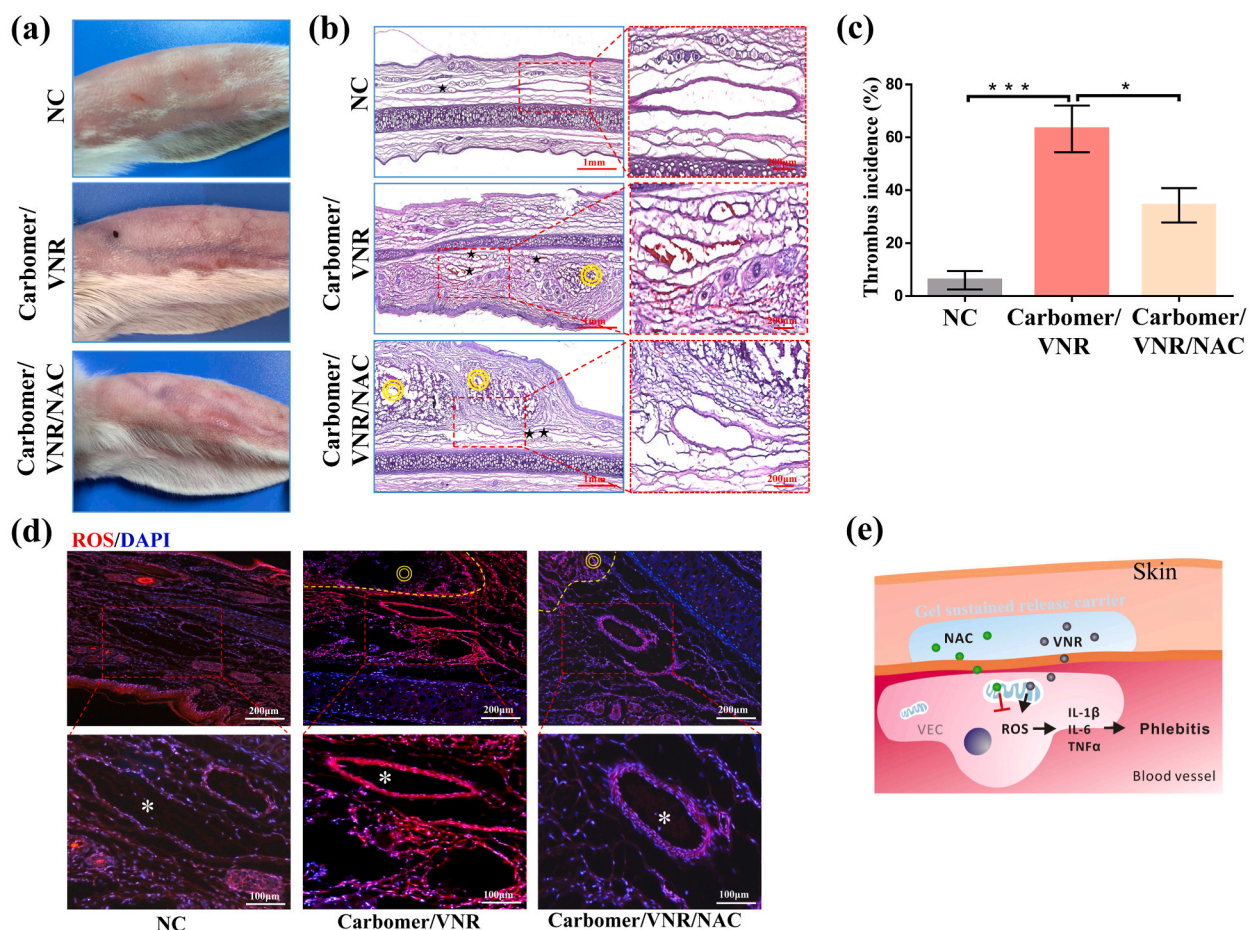 (a)
NC
Carbomer/
VNR
Carbomer/
VNR/NAC
(b)
NC
1mm
200μm
Carbomer/
VNR
1mm
200μm
Carbomer/
VNR/NAC
1mm
200μm
(c)
Thrombus incidence (%)
80
60
40
20
0
* * *
*
NC
Carbomer/
VNR
Carbomer/
VNR/NAC
(d)
ROS/DAPI
200μm
200μm
200μm
*
100μm
*
100μm
*
100μm
NC
Carbomer/VNR
Carbomer/VNR/NAC
(e)
Skin
Gel sustained release carrier
NAC
VNR
VEC
ROS
IL-1β
IL-6
TNFα
Phlebitis
Blood vessel